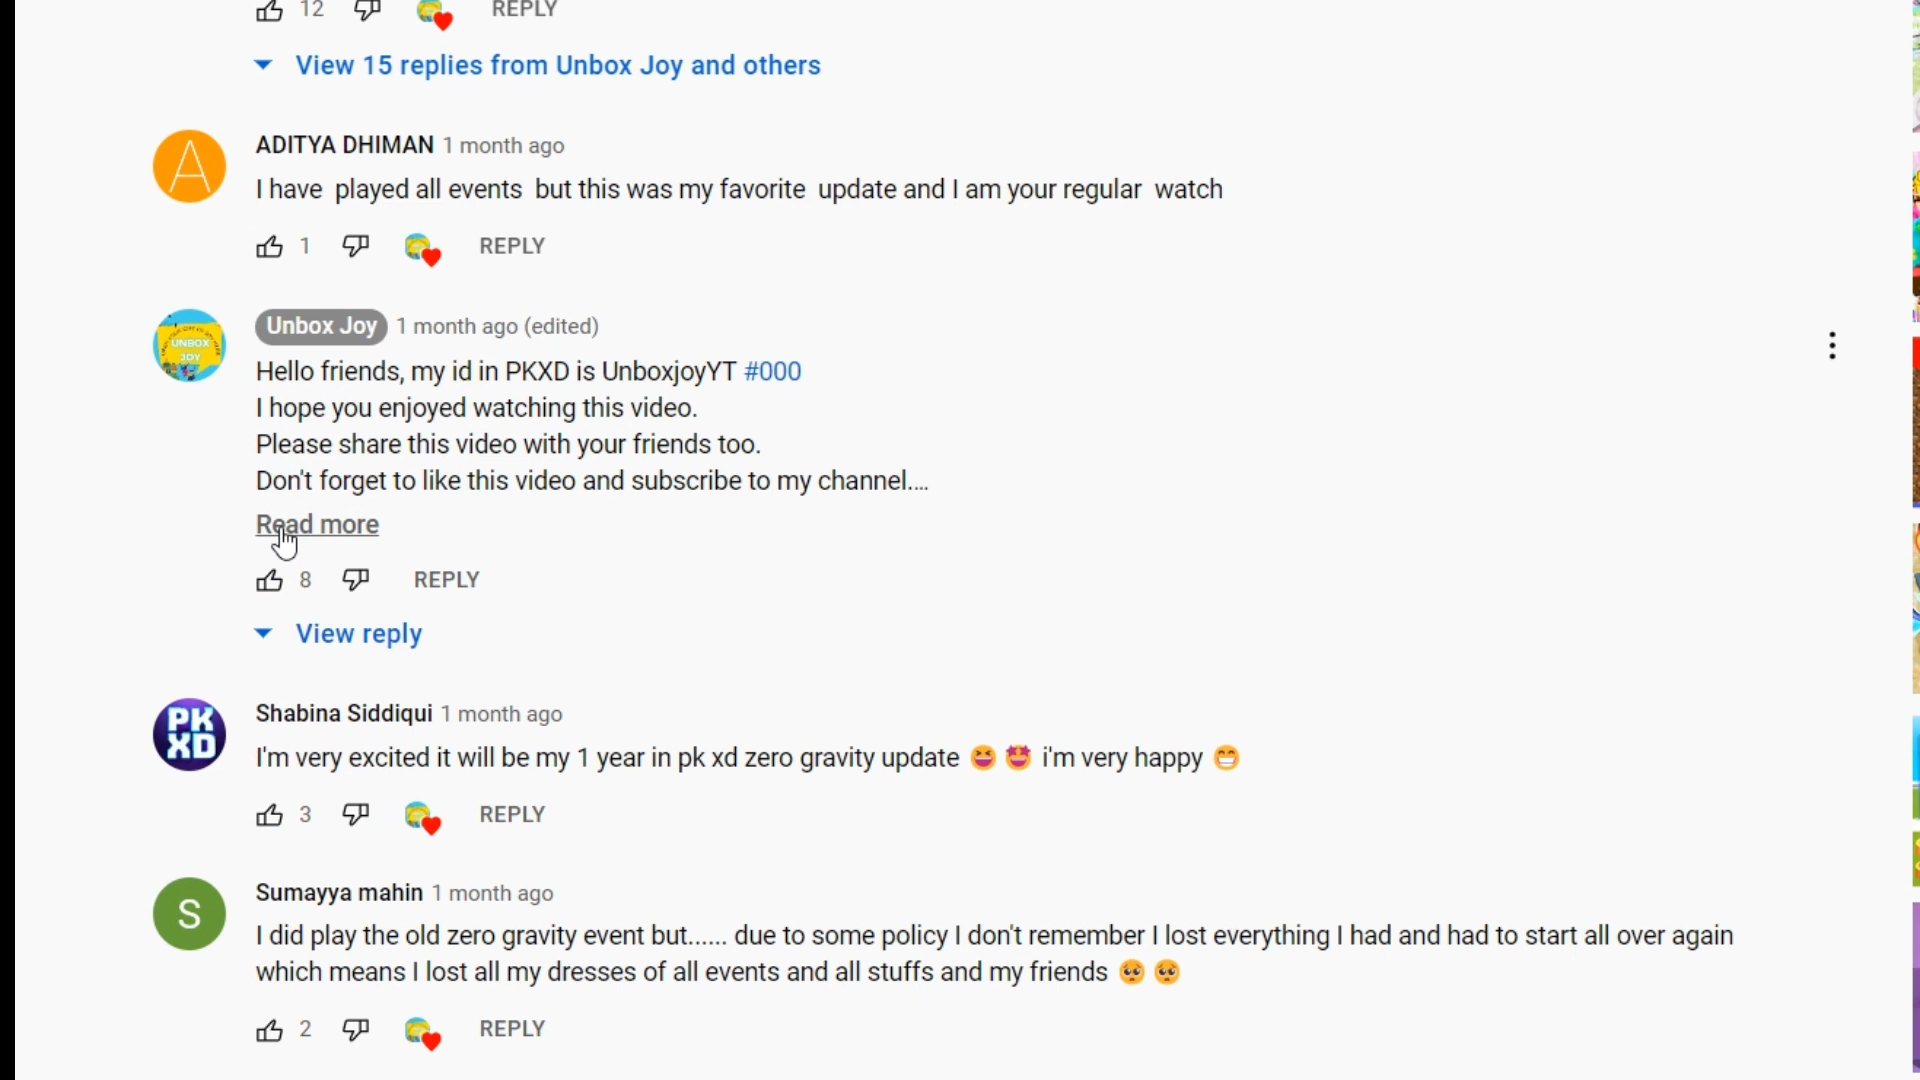 12 REPLY
View 15 replies from Unbox Joy and others
A
ADITYA DHIMAN 1 month ago
I have played all events but this was my favorite update and I am your regular watch
1 REPLY
UNBOX JOY
Unbox Joy 1 month ago (edited)
Hello friends, my id in PKXD is UnboxjoyYT #000
I hope you enjoyed watching this video.
Please share this video with your friends too.
Don't forget to like this video and subscribe to my channel....
Read more
8 REPLY
View reply
PK
XD
Shabina Siddiqui 1 month ago
I'm very excited it will be my 1 year in pk xd zero gravity update 😆 🤩 i'm very happy 😁
3 REPLY
S
Sumayya mahin 1 month ago
I did play the old zero gravity event but...... due to some policy I don't remember I lost everything I had and had to start all over again
which means I lost all my dresses of all events and all stuffs and my friends 🥺 🥺
2 REPLY